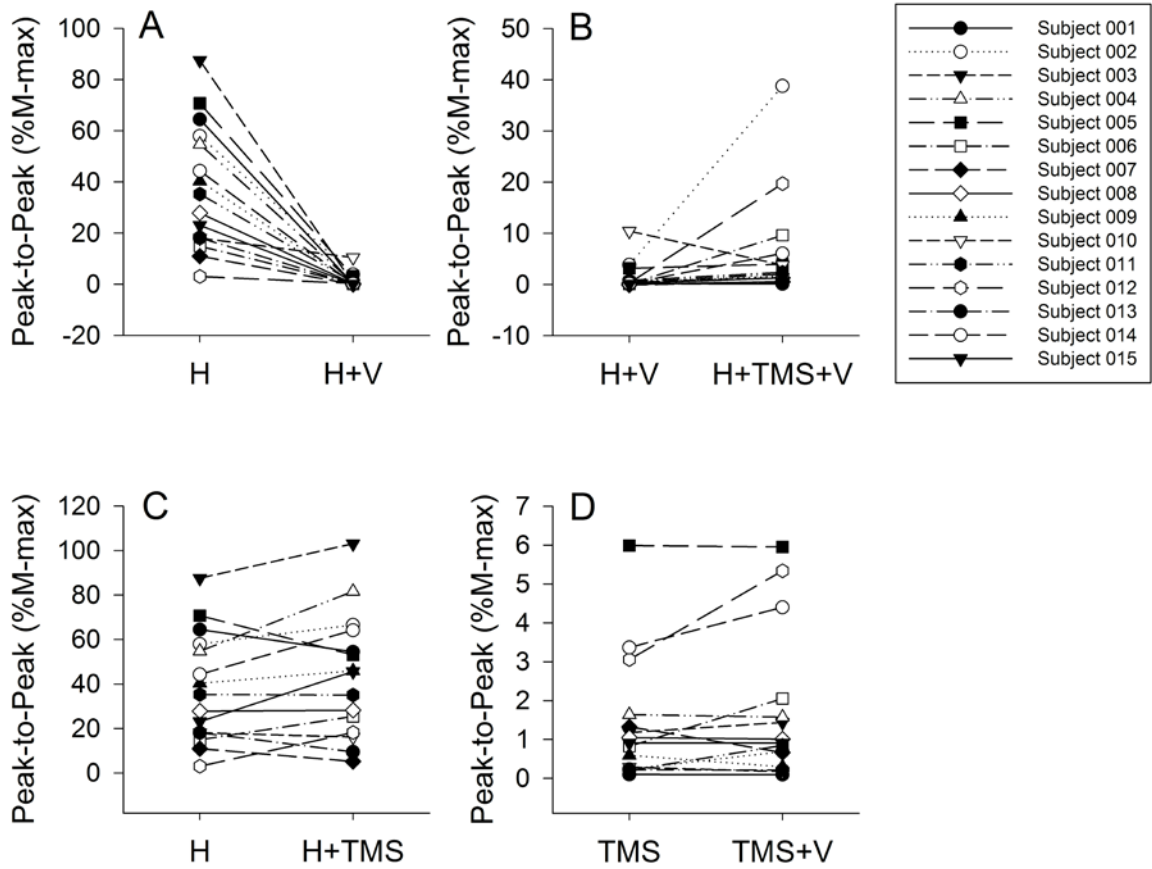 A
Peak-to-Peak (%M-max)
100
80
60
40
20
0
-20
H
H+V
B
Peak-to-Peak (%M-max)
50
40
30
20
10
0
-10
H+V
H+TMS+V
Subject 001
Subject 002
Subject 003
Subject 004
Subject 005
Subject 006
Subject 007
Subject 008
Subject 009
Subject 010
Subject 011
Subject 012
Subject 013
Subject 014
Subject 015
C
Peak-to-Peak (%M-max)
120
100
80
60
40
20
0
H
H+TMS
D
Peak-to-Peak (%M-max)
7
6
5
4
3
2
1
0
TMS
TMS+V